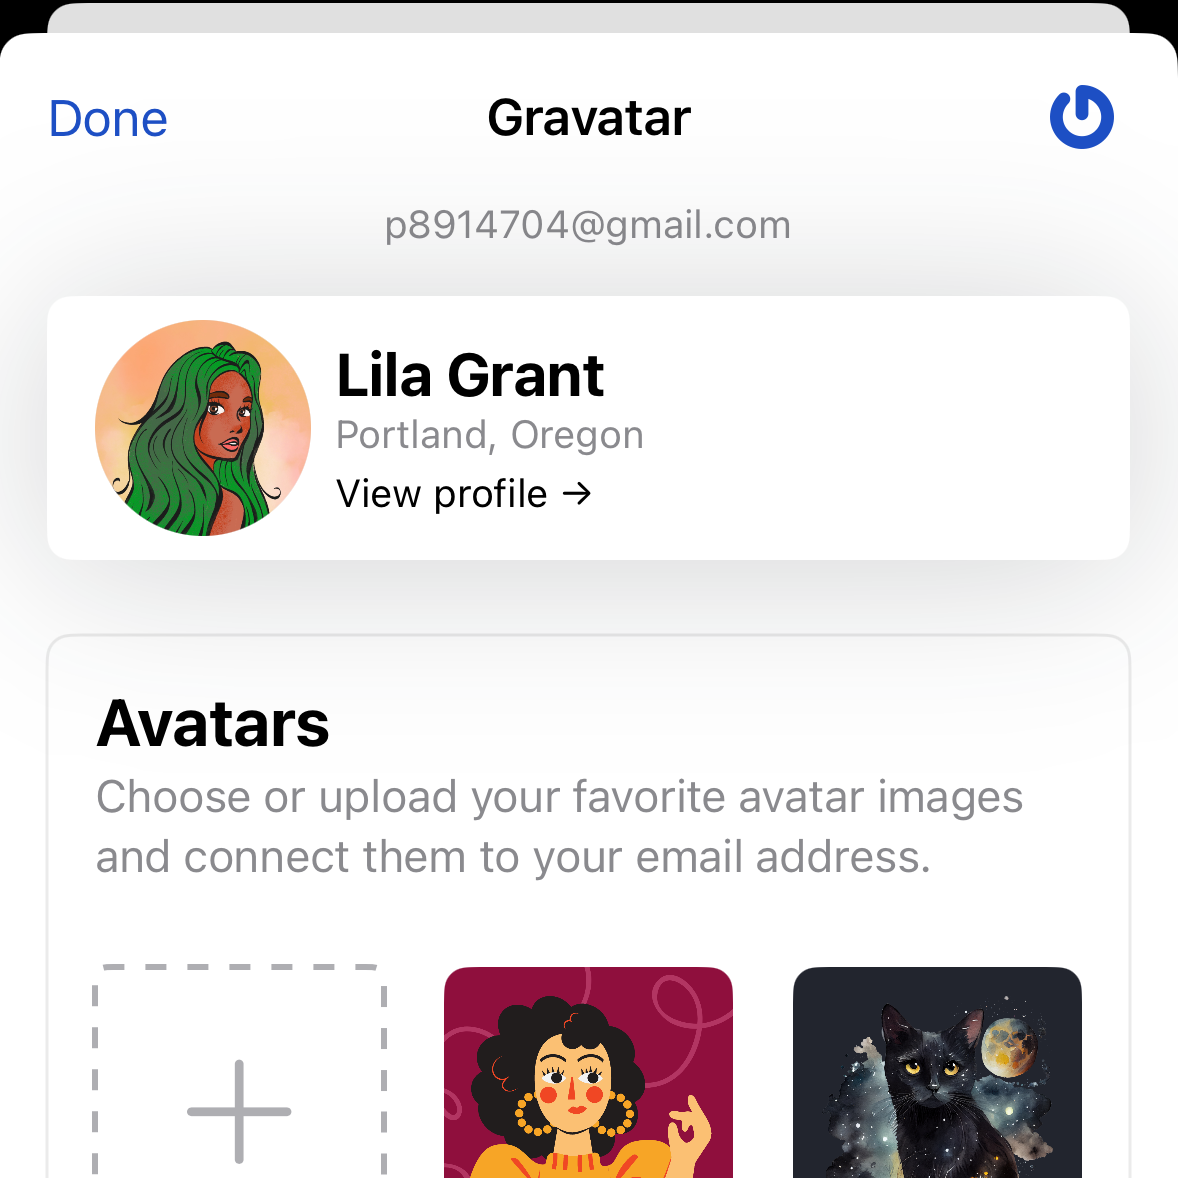 Done
Gravatar
p8914704@gmail.com
Lila Grant
Portland, Oregon
View profile →
Avatars
Choose or upload your favorite avatar images
and connect them to your email address.